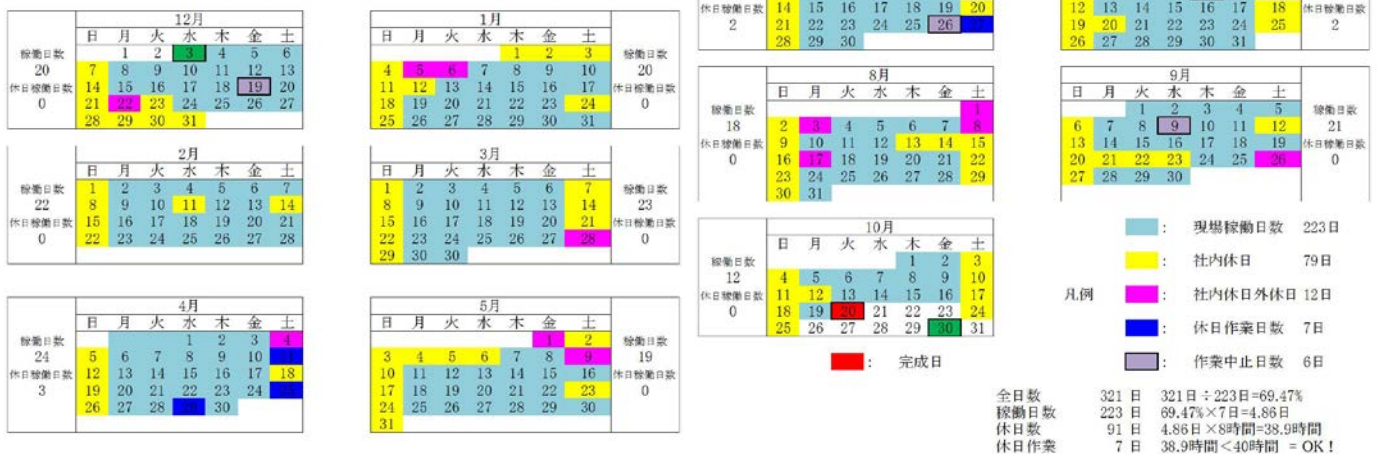 12月
日 月 火 水 木 金 土
1 2 3 4 5 6
7 8 9 10 11 12 13
14 15 16 17 18 19 20
21 22 23 24 25 26 27
28 29 30 31
稼働日数
20
休日稼働日数
0
1月
日 月 火 水 木 金 土
1 2 3
4 5 6 7 8 9 10
11 12 13 14 15 16 17
18 19 20 21 22 23 24
25 26 27 28 29 30 31
稼働日数
20
休日稼働日数
0
2月
日 月 火 水 木 金 土
1 2 3 4 5 6 7
8 9 10 11 12 13 14
15 16 17 18 19 20 21
22 23 24 25 26 27 28
稼働日数
22
休日稼働日数
0
3月
日 月 火 水 木 金 土
1 2 3 4 5 6 7
8 9 10 11 12 13 14
15 16 17 18 19 20 21
22 23 24 25 26 27 28
29 30 30
稼働日数
23
休日稼働日数
0
4月
日 月 火 水 木 金 土
1 2 3 4
5 6 7 8 9 10
12 13 14 15 16 17 18
19 20 21 22 23 24
26 27 28 30
稼働日数
24
休日稼働日数
3
5月
日 月 火 水 木 金 土
1 2
3 4 5 6 7 8 9
10 11 12 13 14 15 16
17 18 19 20 21 22 23
24 25 26 27 28 29 30
31
稼働日数
19
休日稼働日数
0
休日稼働日数
2
14 15 16 17 18 19 20
21 22 23 24 25 26
28 29 30
12 13 14 15 16 17 18
19 20 21 22 23 24 25
26 27 28 29 30 31
休日稼働日数
2
8月
日 月 火 水 木 金 土
1
2 3 4 5 6 7 8
9 10 11 12 13 14 15
16 17 18 19 20 21 22
23 24 25 26 27 28 29
30 31
稼働日数
18
休日稼働日数
0
9月
日 月 火 水 木 金 土
1 2 3 4 5
6 7 8 9 10 11 12
13 14 15 16 17 18 19
20 21 22 23 24 25 26
27 28 29 30
稼働日数
21
休日稼働日数
0
10月
日 月 火 水 木 金 土
1 2 3
4 5 6 7 8 9 10
11 12 13 14 15 16 17
18 19 20 21 22 23 24
25 26 27 28 29 30 31
稼働日数
12
休日稼働日数
0
: 完成日
凡例
: 現場稼働日数 223日
: 社内休日 79日
: 社内休日外休日 12日
: 休日作業日数 7日
: 作業中止日数 6日
全日数 321 日 321日÷223日=69.47%
稼働日数 223 日 69.47%×7日=4.86日
休日数 91 日 4.86日×8時間=38.9時間
休日作業 7 日 38.9時間<40時間 = OK!